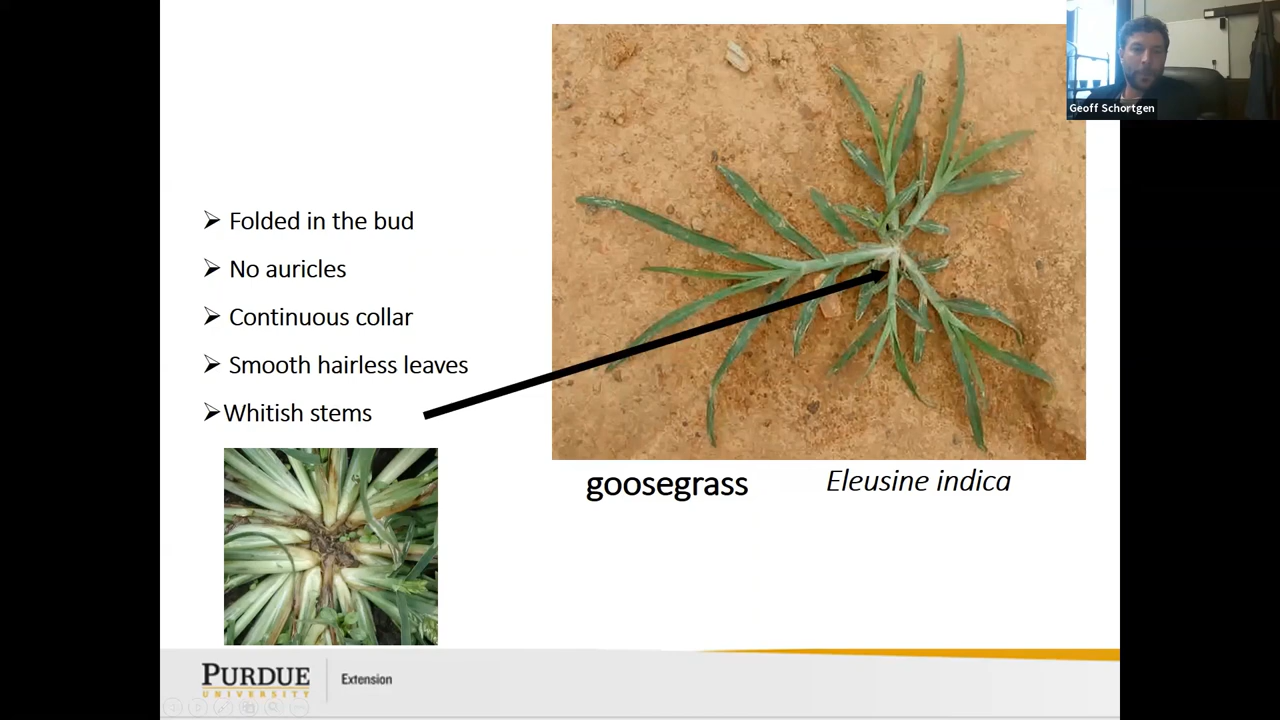 Geoff Schortgen
➢ Folded in the bud
➢ No auricles
➢ Continuous collar
➢ Smooth hairless leaves
➢Whitish stems
goosegrass
Eleusine indica
PURDUE
UNIVERSITY
Extension